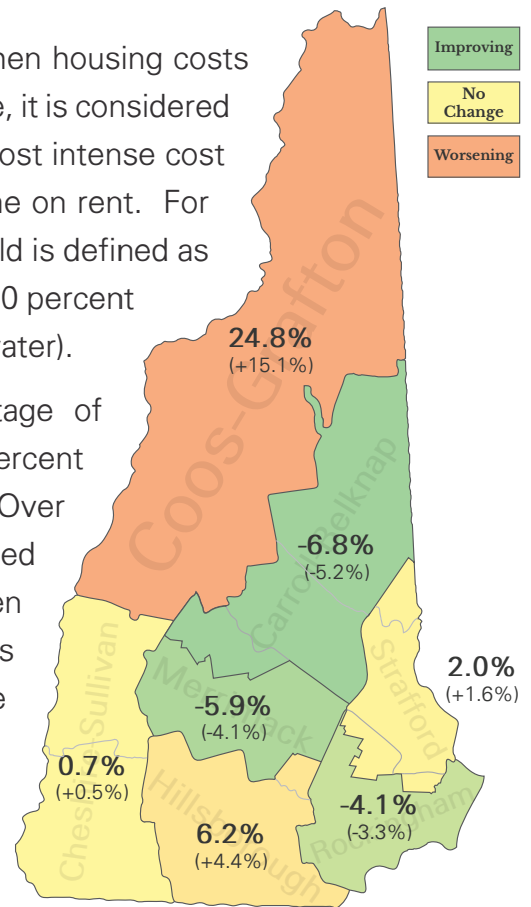 hen housing costs
e, it is considered
ost intense cost
ne on rent. For
ld is defined as
0 percent
ater).
tage of
ercent
Over
ed
en
s
e
Improving
No
Change
Worsening
Coos-Grafton
24.8%
(+15.1%)
Carroll-Belknap
-6.8%
(-5.2%)
Strafford
2.0%
(+1.6%)
Merrimack
-5.9%
(-4.1%)
Cheshire-Sullivan
0.7%
(+0.5%)
Hillsborough
6.2%
(+4.4%)
Rockingham
-4.1%
(-3.3%)